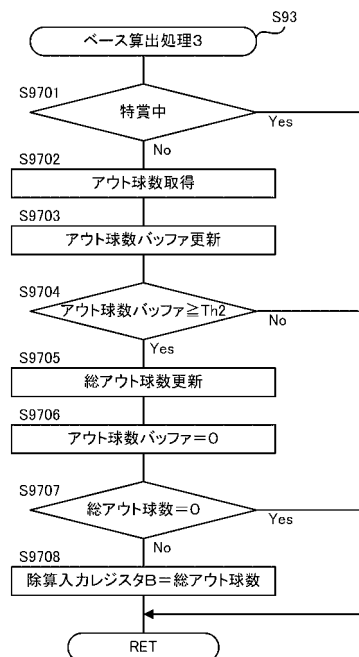 S93
ベース算出処理3
S9701
特賞中
Yes
No
S9702
アウト球数取得
S9703
アウト球数バッファ更新
S9704
アウト球数バッファ≧Th2
No
Yes
S9705
総アウト球数更新
S9706
アウト球数バッファ=0
S9707
総アウト球数=0
Yes
No
S9708
除算入力レジスタB=総アウト球数
RET